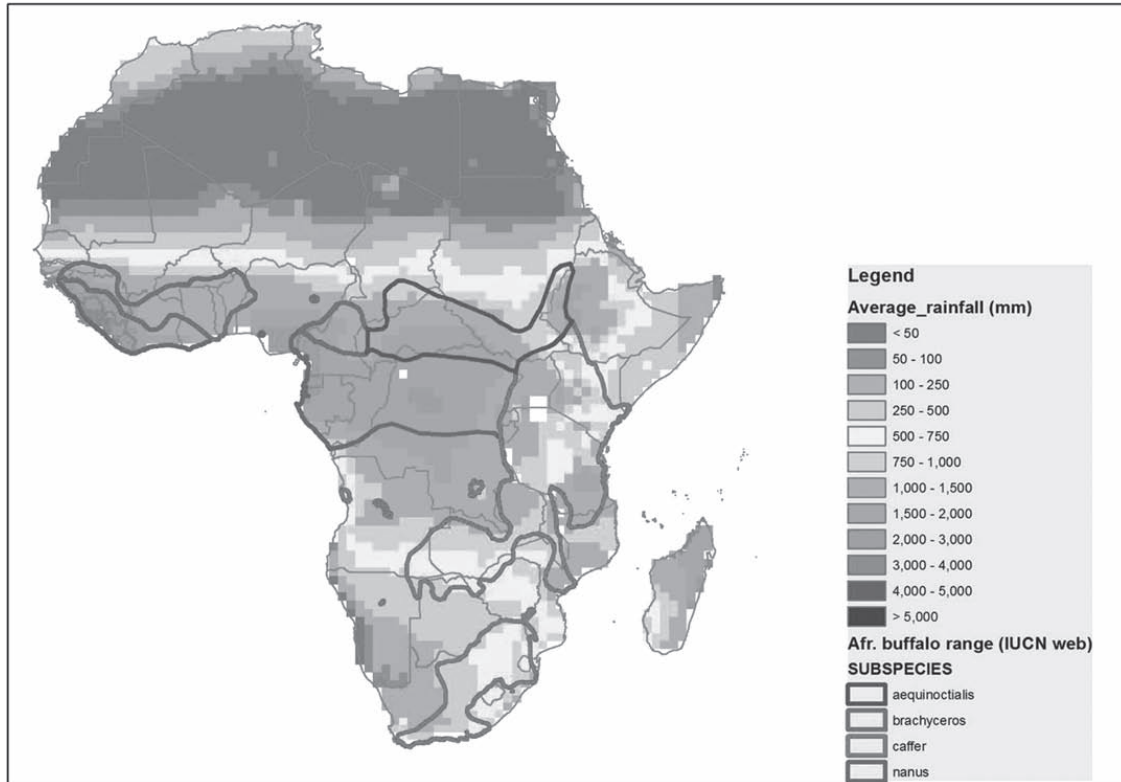 Legend
Average_rainfall (mm)
< 50
50 - 100
100 - 250
250 - 500
500 - 750
750 - 1,000
1,000 - 1,500
1,500 - 2,000
2,000 - 3,000
3,000 - 4,000
4,000 - 5,000
> 5,000
Afr. buffalo range (IUCN web)
SUBSPECIES
aequinoctialis
brachyceros
caffer
nanus